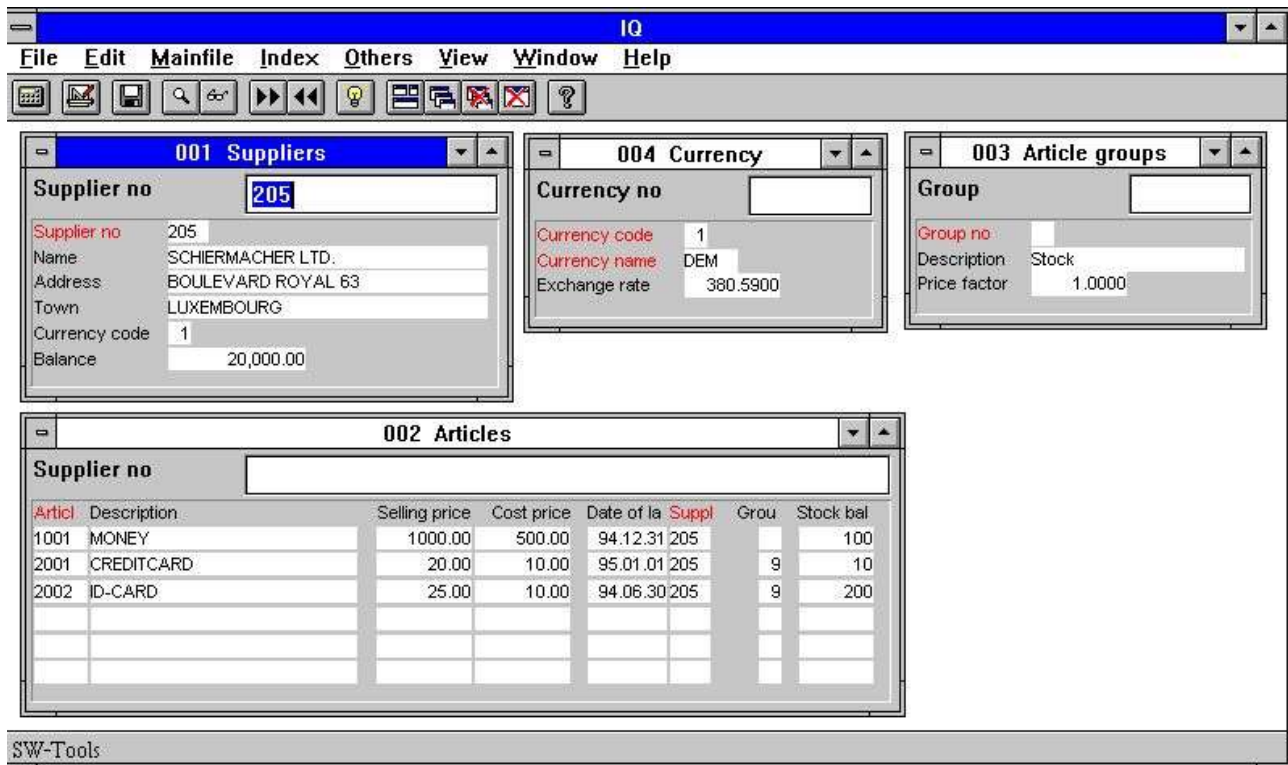 IQ
File Edit Mainfile Index Others View Window Help
001 Suppliers
Supplier no 205
Supplier no 205
Name SCHIERMACHER LTD.
Address BOULEVARD ROYAL 63
Town LUXEMBOURG
Currency code 1
Balance 20,000.00
004 Currency
Currency no
Currency code 1
Currency name DEM
Exchange rate 380.5900
003 Article groups
Group
Group no
Description Stock
Price factor 1.0000
002 Articles
Supplier no
Articl Description Selling price Cost price Date of la Suppl Grou Stock bal
1001 MONEY 1000.00 500.00 94.12.31 205 100
2001 CREDITCARD 20.00 10.00 95.01.01 205 9 10
2002 ID-CARD 25.00 10.00 94.06.30 205 9 200
SW-Tools